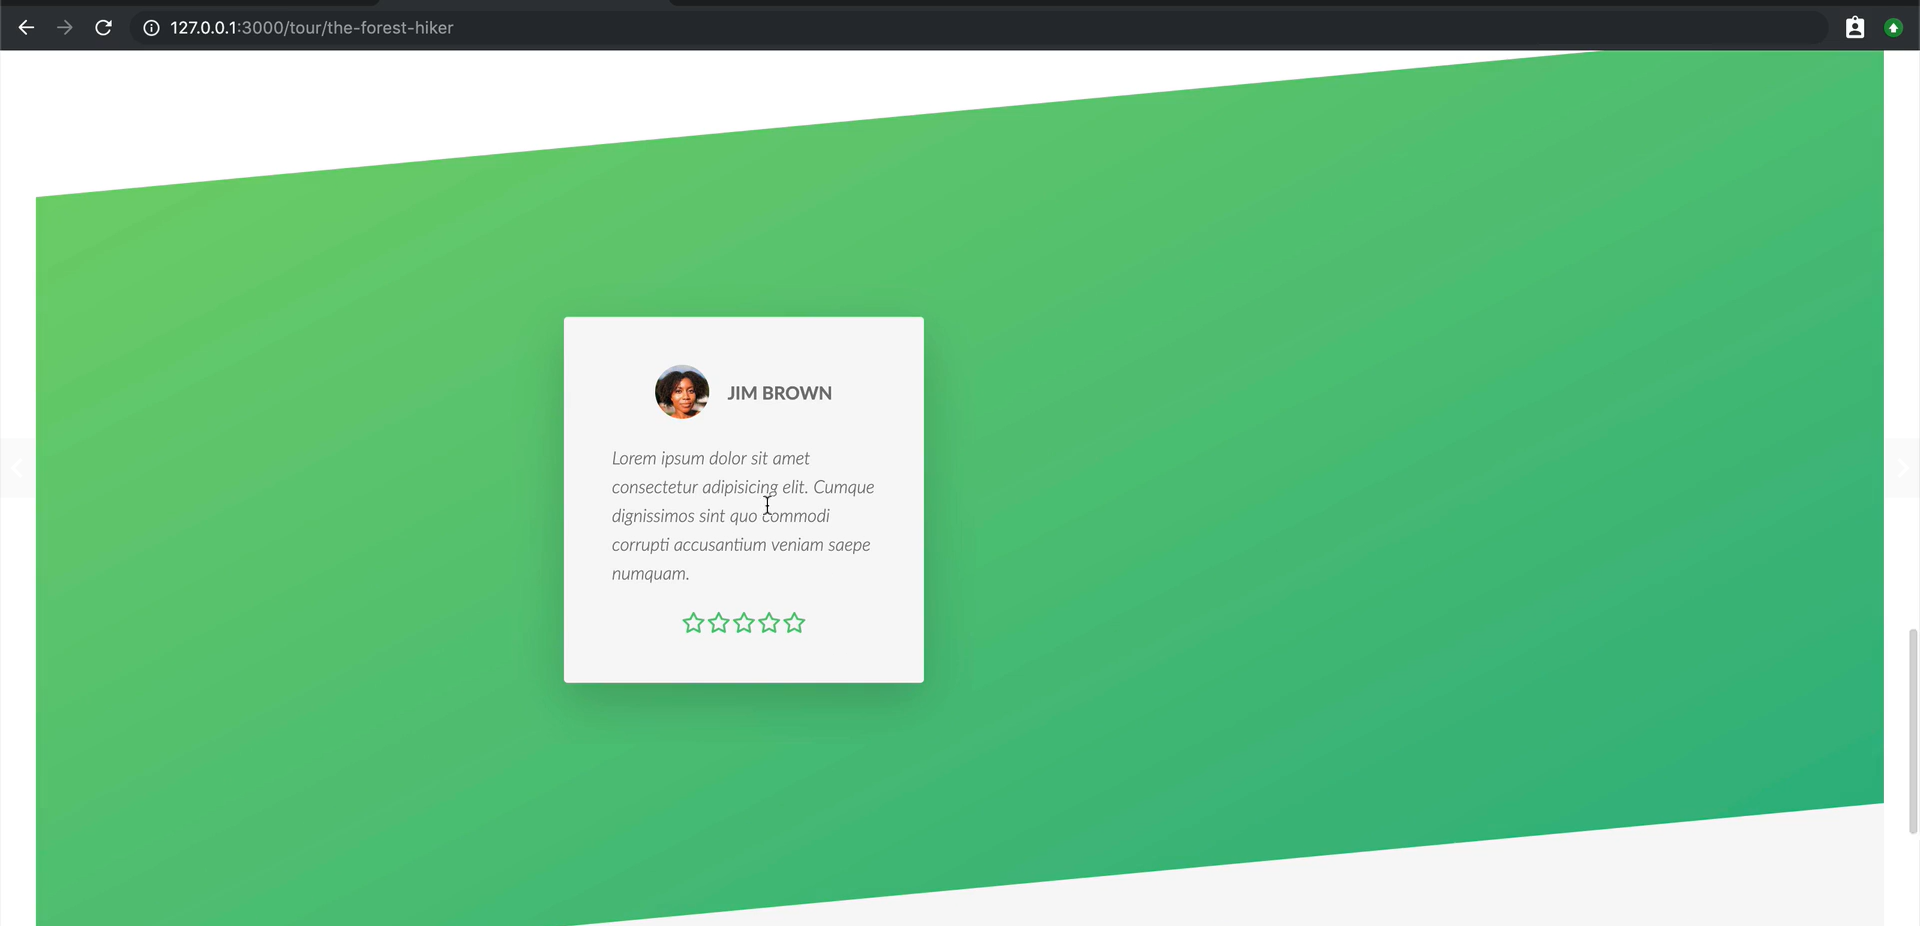 127.0.0.1:3000/tour/the-forest-hiker
JIM BROWN
Lorem ipsum dolor sit amet
consectetur adipisicing elit. Cumque
dignissimos sint quo commodi
corrupti accusantium veniam saepe
numquam.